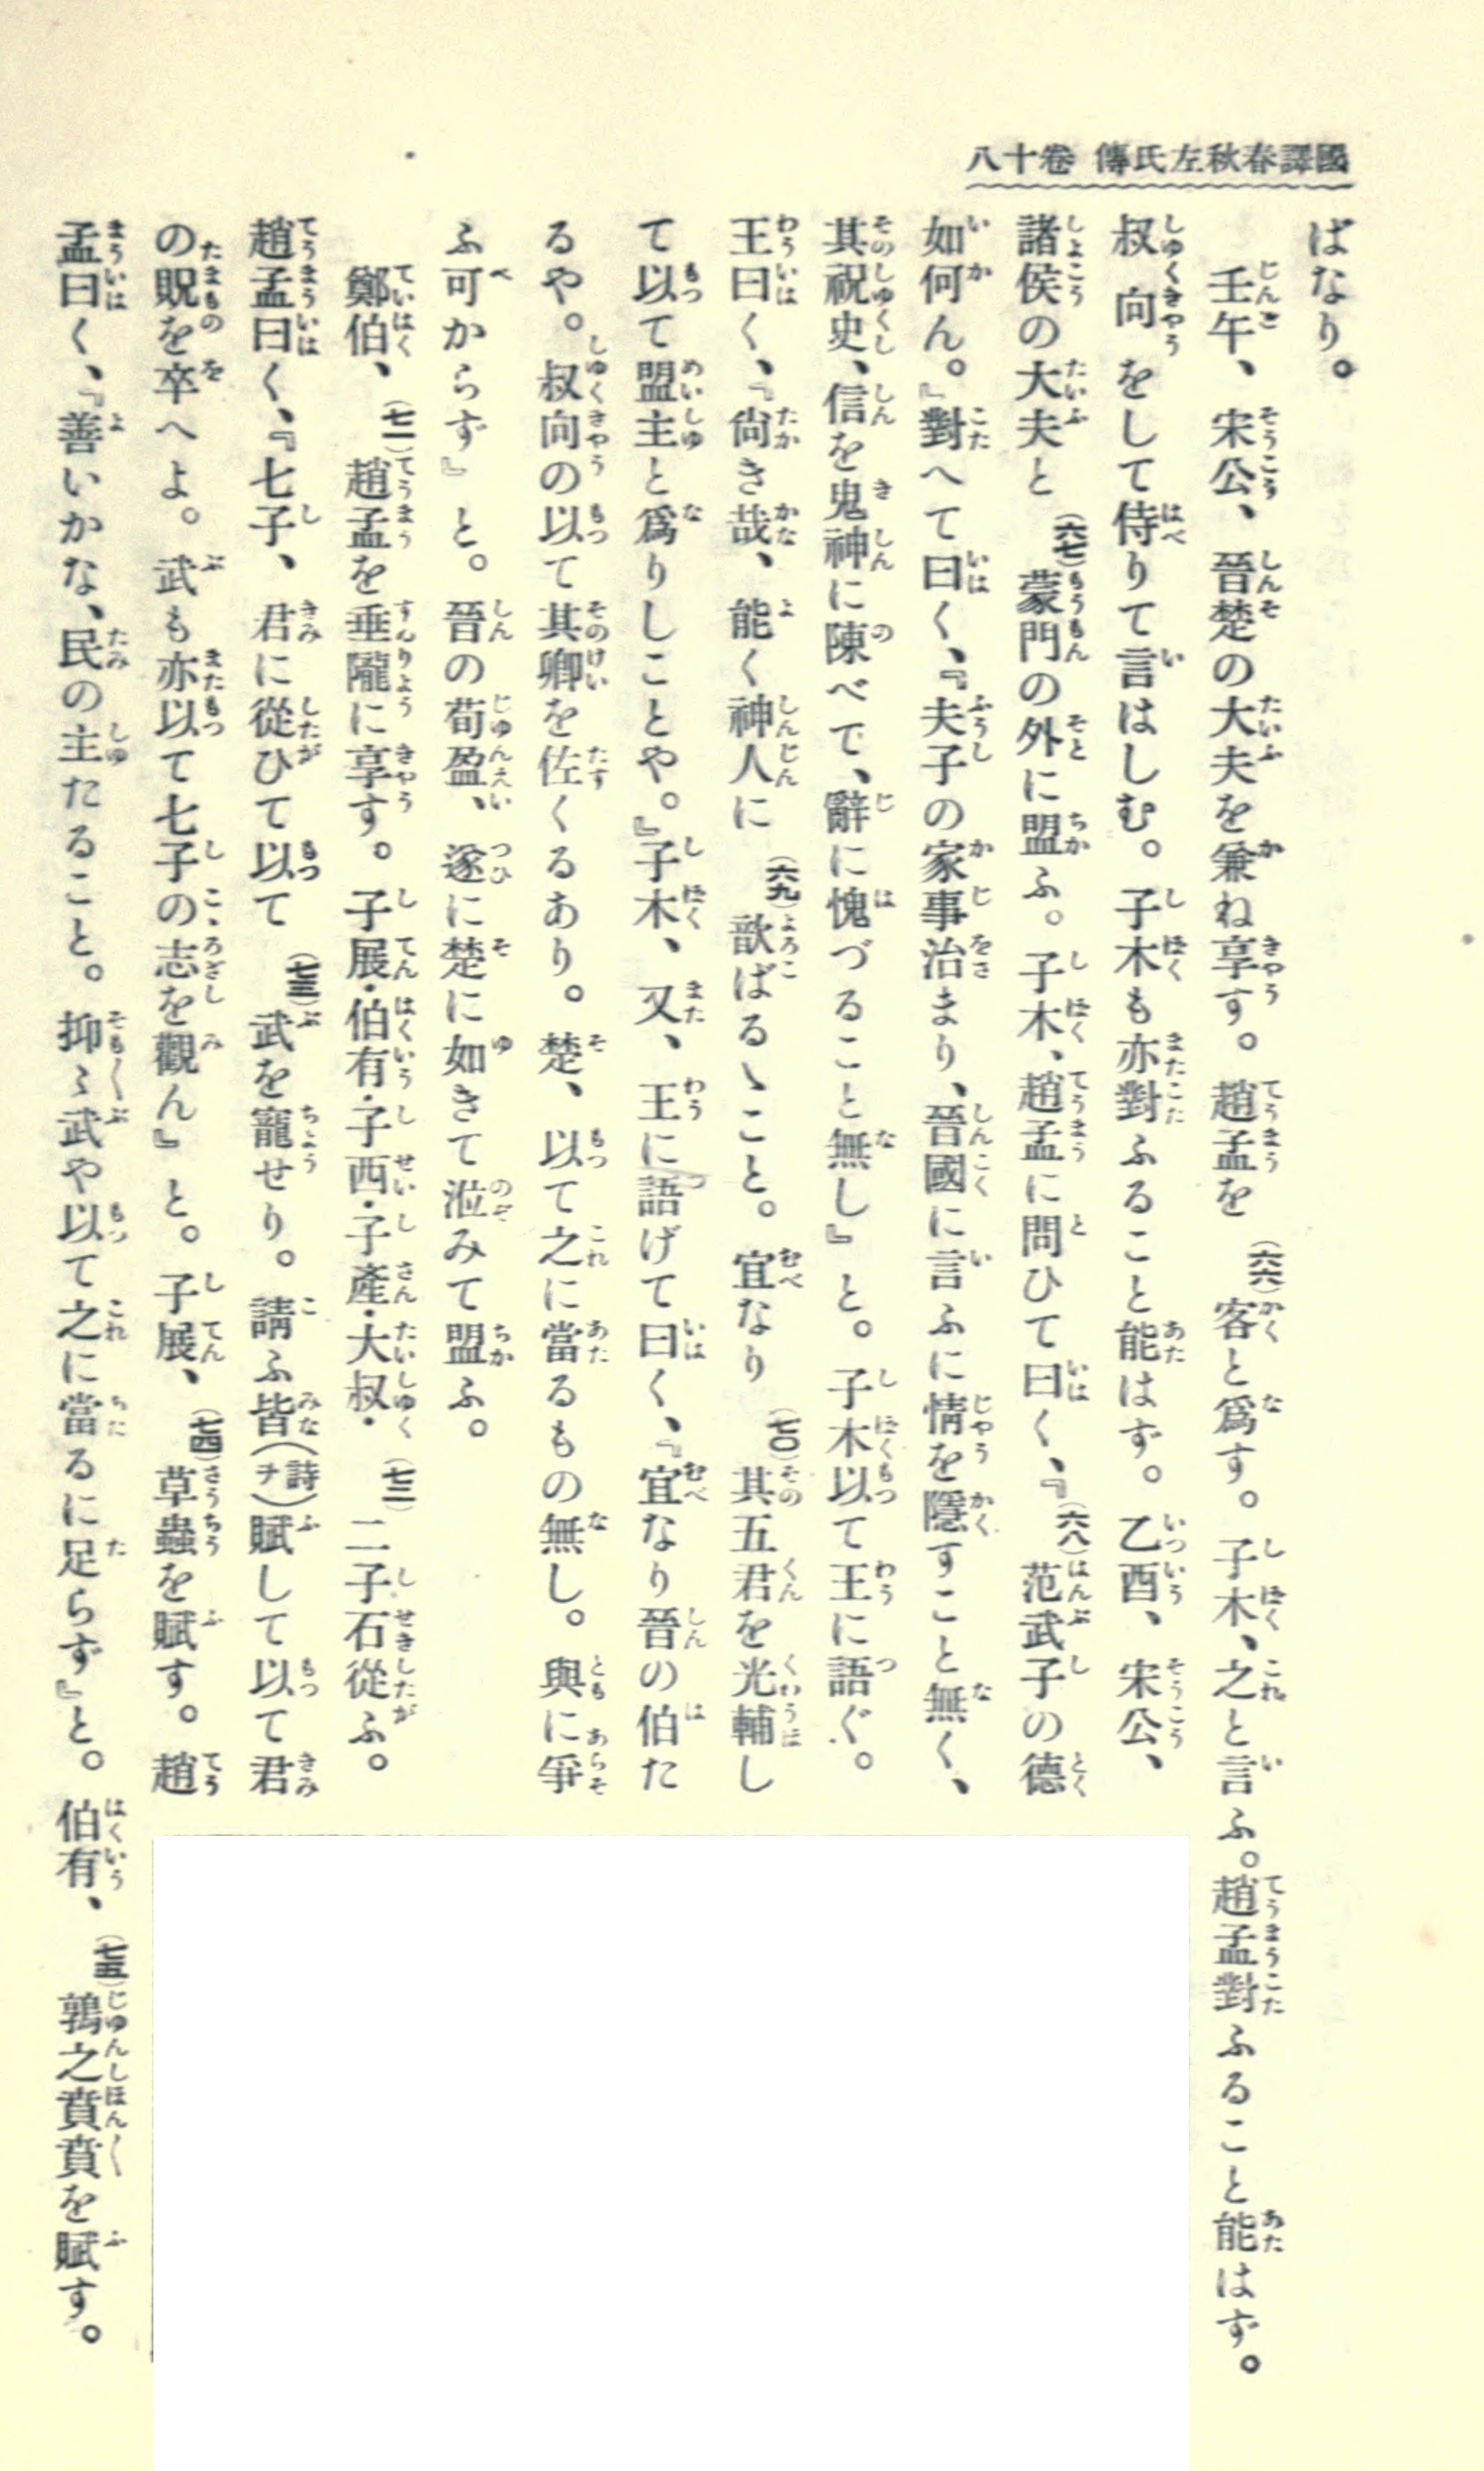 國譯春秋左氏傳 卷十八
ばなり。
壬午、宋公、晉楚の大夫を兼ね享す。趙孟を(六六)客と爲す。子木、之と言ふ。趙孟對ふること能はず。
叔向をして侍りて言はしむ。子木も亦對ふること能はず。乙酉、宋公、
諸侯の大夫と(六七)蒙門の外に盟ふ。子木、趙孟に問ひて曰く、『(六八)范武子の德
如何ん。』對へて曰く、『夫子の家事治まり、晉國に言ふに情を隱すこと無く、
其祝史、信を鬼神に陳べで、辭に愧づること無し』と。子木以て王に語ぐ。
王曰く、『尙き哉、能く神人に(六九)歆ばるゝこと。宜なり(七〇)其五君を光輔し
て以て盟主と爲りしことや。』子木、又、王に語げて曰く、『宜なり晉の伯た
るや。叔向の以て其卿を佐くるあり。楚、以て之に當るもの無し。與に爭
ふ可からず』と。晉の荀盈、遂に楚に如きて涖みて盟ふ。
鄭伯、(七一)趙孟を垂隴に享す。子展・伯有・子西・子產・大叔・(七二)二子石從ふ。
趙孟曰く、『七子、君に從ひて以て(七三)武を寵せり。請ふ皆(詩チ)賦して以て君
の貺を卒へよ。武も亦以て七子の志を觀ん』と。子展、(七四)草蟲を賦す。趙
孟曰く、『善いかな、民の主たること。抑〻武や以て之に當るに足らず』と。伯有、(七五)鶉之賁賁を賦す。